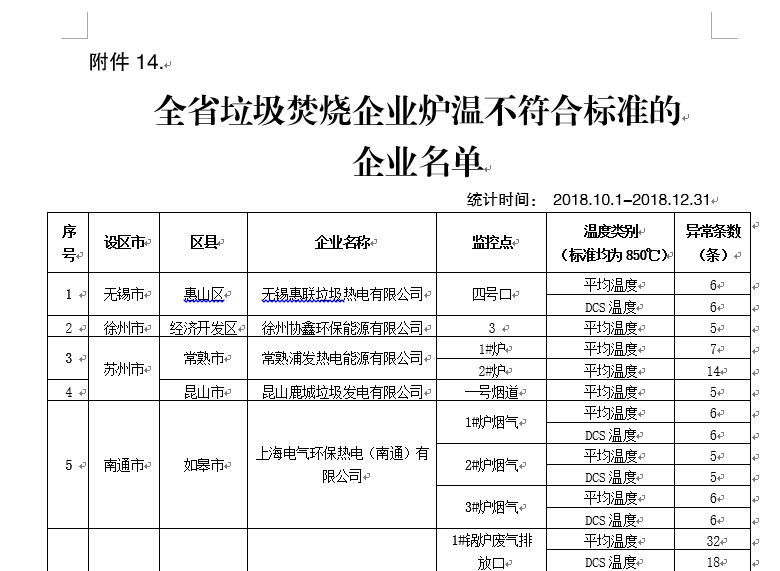 附件 14.
全省垃圾焚烧企业炉温不符合标准的
企业名单
统计时间： 2018.10.1-2018.12.31
序号 设区市 区县 企业名称 监控点 温度类别（标准均为850℃） 异常条数（条）
1 无锡市 惠山区 无锡惠联垃圾热电有限公司 四号口 平均温度 6
DCS 温度 6
2 徐州市 经济开发区 徐州协鑫环保能源有限公司 3 平均温度 5
3 苏州市 常熟市 常熟浦发热电能源有限公司 1#炉 平均温度 7
2#炉 平均温度 14
4 昆山市 昆山鹿城垃圾发电有限公司 一号烟道 平均温度 5
5 南通市 如皋市 上海电气环保热电（南通）有限公司 1#炉烟气 平均温度 6
DCS 温度 6
2#炉烟气 平均温度 5
DCS 温度 5
3#炉烟气 平均温度 6
DCS 温度 6
1#锅炉废气排放口 平均温度 32
DCS 温度 18